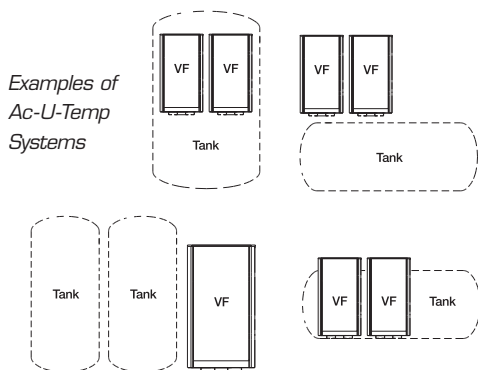 Examples of
Ac-U-Temp
Systems
VF VF
Tank
VF VF
Tank
Tank Tank VF
VF VF Tank